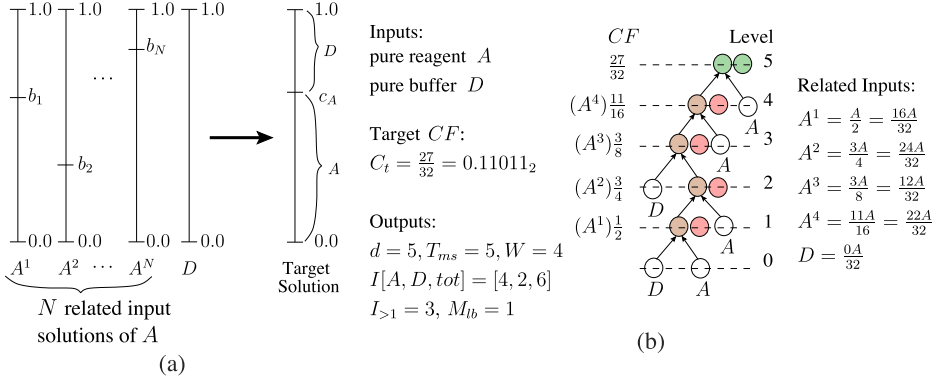 1.0 1.0 1.0 1.0 1.0
b_N
D
b_1
...
c_A
b_2
A
0.0 0.0 0.0 0.0 0.0
A^1 A^2 ... A^N D
Target
Solution
N related input
solutions of A
(a)
Inputs:
pure reagent A
pure buffer D
Target CF:
C_t = 27/32 = 0.11011_2
Outputs:
d = 5, T_ms = 5, W = 4
I[A, D, tot] = [4, 2, 6]
I_>1 = 3, M_lb = 1
CF Level
27/32 5
(A^4) 11/16 4
A
(A^3) 3/8 3
A
(A^2) 3/4 2
D
(A^1) 1/2 1
A
0
D A
(b)
Related Inputs:
A^1 = A/2 = 16A/32
A^2 = 3A/4 = 24A/32
A^3 = 3A/8 = 12A/32
A^4 = 11A/16 = 22A/32
D = 0A/32